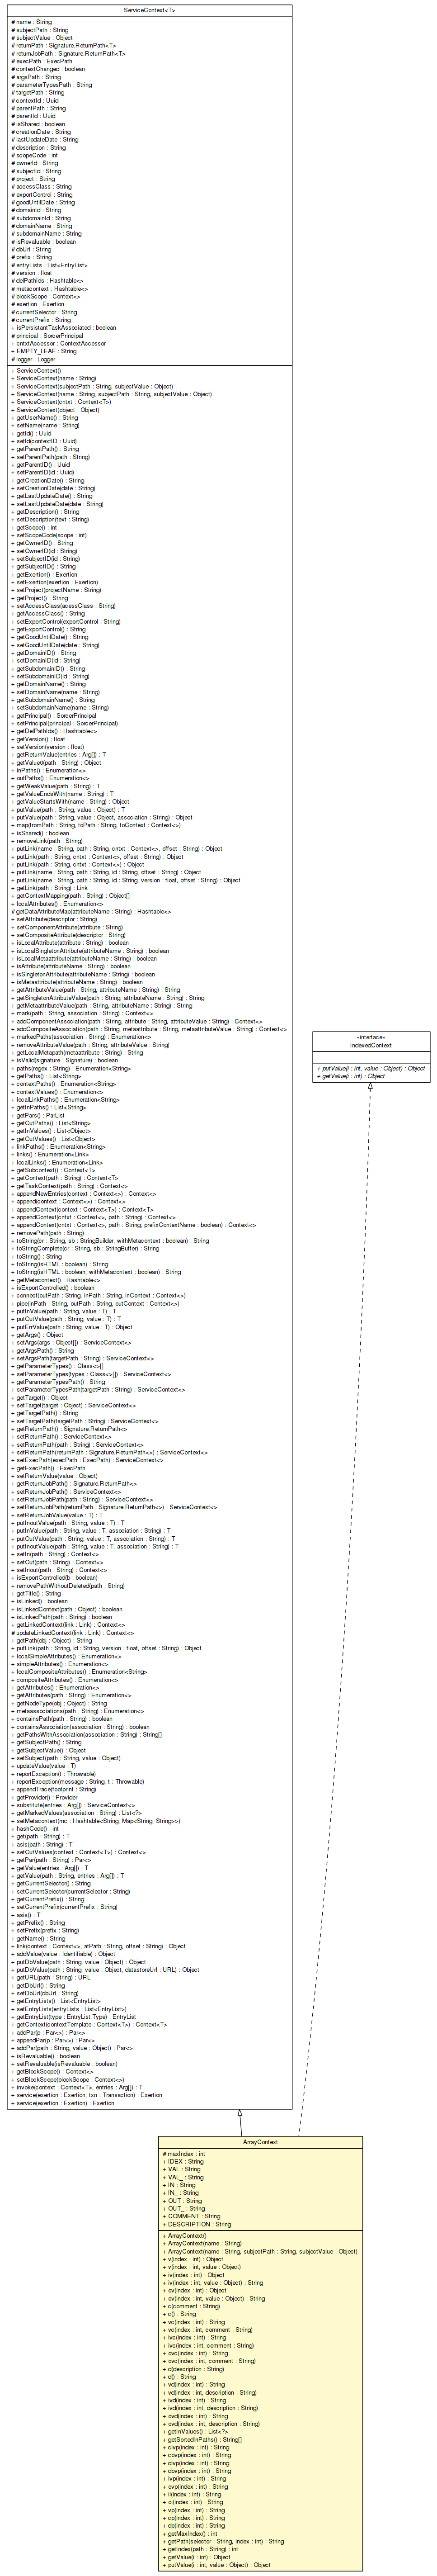 ServiceContext<T>
# name : String
# subjectPath : String
# subjectValue : Object
# returnPath : Signature.ReturnPath<T>
# returnJobPath : Signature.ReturnPath<T>
# execPath : ExecPath
# contextChanged : boolean
# argsPath : String
# parameterTypesPath : String
# targetPath : String
# contextId : Uuid
# parentPath : String
# parentId : Uuid
# isShared : boolean
# creationDate : String
# lastUpdateDate : String
# description : String
# scopeCode : int
# ownerId : String
# subjectId : String
# project : String
# accessClass : String
# exportControl : String
# goodUntilDate : String
# domainId : String
# subdomainId : String
# domainName : String
# subdomainName : String
# isRevaluable : boolean
# dbUrl : String
# prefix : String
# entryLists : List<EntryList>
# version : float
# delPathIds : Hashtable<>
# metacontext : Hashtable<>
# blockScope : Context<>
# exertion : Exertion
# currentSelector : String
# currentPrefix : String
+ isPersistantTaskAssociated : boolean
# principal : SorcerPrincipal
+ cntxtAccessor : ContextAccessor
+ EMPTY_LEAF : String
# logger : Logger
+ ServiceContext()
+ ServiceContext(name : String)
+ ServiceContext(subjectPath : String, subjectValue : Object)
+ ServiceContext(name : String, subjectPath : String, subjectValue : Object)
+ ServiceContext(cntxt : Context<T>)
+ ServiceContext(object : Object)
+ getUserName() : String
+ setName(name : String)
+ getId() : Uuid
+ setId(contextID : Uuid)
+ getParentPath() : String
+ setParentPath(path : String)
+ getParentID() : Uuid
+ setParentID(id : Uuid)
+ getCreationDate() : String
+ setCreationDate(date : String)
+ getLastUpdateDate() : String
+ setLastUpdateDate(date : String)
+ getDescription() : String
+ setDescription(text : String)
+ getScope() : int
+ setScopeCode(scope : int)
+ getOwnerID() : String
+ setOwnerID(id : String)
+ setSubjectID(id : String)
+ getSubjectID() : String
+ getExertion() : Exertion
+ setExertion(exertion : Exertion)
+ setProject(projectName : String)
+ getProject() : String
+ setAccessClass(acessClass : String)
+ getAccessClass() : String
+ setExportControl(exportControl : String)
+ getExportControl() : String
+ getGoodUntilDate() : String
+ setGoodUntilDate(date : String)
+ getDomainID() : String
+ setDomainID(id : String)
+ getSubdomainID() : String
+ setSubdomainID(id : String)
+ getDomainName() : String
+ setDomainName(name : String)
+ getSubdomainName() : String
+ setSubdomainName(name : String)
+ getPrincipal() : SorcerPrincipal
+ setPrincipal(principal : SorcerPrincipal)
+ getDelPathIds() : Hashtable<>
+ getVersion() : float
+ setVersion(version : float)
+ getReturnValue(entries : Arg[]) : T
+ getValue0(path : String) : Object
+ inPaths() : Enumeration<>
+ outPaths() : Enumeration<>
+ getWeakValue(path : String) : T
+ getValueEndsWith(name : String) : T
+ getValueStartsWith(name : String) : Object
+ putValue(path : String, value : Object) : T
+ putValue(path : String, value : Object, association : String) : Object
+ map(fromPath : String, toPath : String, toContext : Context<>)
+ isShared() : boolean
+ removeLink(path : String)
+ putLink(name : String, path : String, cntxt : Context<>, offset : String) : Object
+ putLink(path : String, cntxt : Context<>, offset : String) : Object
+ putLink(path : String, cntxt : Context<>) : Object
+ putLink(name : String, path : String, id : String, offset : String) : Object
+ putLink(name : String, path : String, id : String, version : float, offset : String) : Object
+ getLink(path : String) : Link
+ getContextMapping(path : String) : Object[]
+ localAttributes() : Enumeration<>
# getDataAttributeMap(attributeName : String) : Hashtable<>
+ setAttribute(descriptor : String)
+ setComponentAttribute(attribute : String)
+ setCompositeAttribute(descriptor : String)
+ isLocalAttribute(attribute : String) : boolean
+ isLocalSingletonAttribute(attributeName : String) : boolean
+ isLocalMetaattribute(attributeName : String) : boolean
+ isAttribute(attributeName : String) : boolean
+ isSingletonAttribute(attributeName : String) : boolean
+ isMetaattribute(attributeName : String) : boolean
+ getAttributeValue(path : String, attributeName : String) : String
+ getSingletonAttributeValue(path : String, attributeName : String) : String
+ getMetaattributeValue(path : String, attributeName : String) : String
+ mark(path : String, association : String) : Context<>
+ addComponentAssociation(path : String, attribute : String, attributeValue : String) : Context<>
+ addCompositeAssociation(path : String, metaattribute : String, metaattributeValue : String) : Context<>
+ markedPaths(association : String) : Enumeration<>
+ removeAttributeValue(path : String, attributeValue : String)
+ getLocalMetapath(metaattribute : String) : String
+ isValid(signature : Signature) : boolean
+ paths(regex : String) : Enumeration<String>
+ getPaths() : List<String>
+ contextPaths() : Enumeration<String>
+ contextValues() : Enumeration<>
+ localLinkPaths() : Enumeration<String>
+ getInPaths() : List<String>
+ getPars() : ParList
+ getOutPaths() : List<String>
+ getInValues() : List<Object>
+ getOutValues() : List<Object>
+ linkPaths() : Enumeration<String>
+ links() : Enumeration<Link>
+ localLinks() : Enumeration<Link>
+ getSubcontext() : Context<T>
+ getContext(path : String) : Context<T>
+ getTaskContext(path : String) : Context<>
+ appendNewEntries(context : Context<>) : Context<>
+ append(context : Context<>) : Context<>
+ appendContext(context : Context<T>) : Context<T>
+ appendContext(cntxt : Context<>, path : String) : Context<>
+ appendContext(cntxt : Context<>, path : String, prefixContextName : boolean) : Context<>
+ removePath(path : String)
+ toString(cr : String, sb : StringBuilder, withMetacontext : boolean) : String
+ toStringComplete(cr : String, sb : StringBuffer) : String
+ toString() : String
+ toString(isHTML : boolean) : String
+ toString(isHTML : boolean, withMetacontext : boolean) : String
+ getMetacontext() : Hashtable<>
+ isExportControlled() : boolean
+ connect(outPath : String, inPath : String, inContext : Context<>)
+ pipe(inPath : String, outPath : String, outContext : Context<>)
+ putInValue(path : String, value : T) : T
+ putOutValue(path : String, value : T) : T
+ putErrValue(path : String, value : T) : Object
+ getArgs() : Object
+ setArgs(args : Object[]) : ServiceContext<>
+ getArgsPath() : String
+ setArgsPath(targetPath : String) : ServiceContext<>
+ getParameterTypes() : Class<>[]
+ setParameterTypes(types : Class<>[]) : ServiceContext<>
+ getParameterTypesPath() : String
+ setParameterTypesPath(targetPath : String) : ServiceContext<>
+ getTarget() : Object
+ setTarget(target : Object) : ServiceContext<>
+ getTargetPath() : String
+ setTargetPath(targetPath : String) : ServiceContext<>
+ getReturnPath() : Signature.ReturnPath<>
+ setReturnPath() : ServiceContext<>
+ setReturnPath(path : String) : ServiceContext<>
+ setReturnPath(returnPath : Signature.ReturnPath<>) : ServiceContext<>
+ setExecPath(execPath : ExecPath) : ServiceContext<>
+ getExecPath() : ExecPath
+ setReturnValue(value : Object)
+ getReturnJobPath() : Signature.ReturnPath<>
+ setReturnJobPath() : ServiceContext<>
+ setReturnJobPath(path : String) : ServiceContext<>
+ setReturnJobPath(returnPath : Signature.ReturnPath<>) : ServiceContext<>
+ setReturnJobValue(value : T) : T
+ putInoutValue(path : String, value : T) : T
+ putInValue(path : String, value : T, association : String) : T
+ putOutValue(path : String, value : T, association : String) : T
+ putInoutValue(path : String, value : T, association : String) : T
+ setIn(path : String) : Context<>
+ setOut(path : String) : Context<>
+ setInout(path : String) : Context<>
+ isExportControlled(b : boolean)
+ removePathWithoutDeleted(path : String)
+ getTitle() : String
+ isLinked() : boolean
+ isLinkedContext(path : Object) : boolean
+ isLinkedPath(path : String) : boolean
+ getLinkedContext(link : Link) : Context<>
# updateLinkedContext(link : Link) : Context<>
+ getPath(obj : Object) : String
+ putLink(path : String, id : String, version : float, offset : String) : Object
+ localSimpleAttributes() : Enumeration<>
+ simpleAttributes() : Enumeration<>
+ localCompositeAttributes() : Enumeration<String>
+ compositeAttributes() : Enumeration<>
+ getAttributes() : Enumeration<>
+ getAttributes(path : String) : Enumeration<>
+ getNodeType(obj : Object) : String
+ metaassociations(path : String) : Enumeration<>
+ containsPath(path : String) : boolean
+ containsAssociation(association : String) : boolean
+ getPathsWithAssociation(association : String) : String[]
+ getSubjectPath() : String
+ getSubjectValue() : Object
+ setSubject(path : String, value : Object)
+ updateValue(value : T)
+ reportException(t : Throwable)
+ reportException(message : String, t : Throwable)
+ appendTrace(footprint : String)
+ getProvider() : Provider
+ substitute(entries : Arg[]) : ServiceContext<>
+ getMarkedValues(association : String) : List<?>
+ setMetacontext(mc : Hashtable<String, Map<String, String>>)
+ hashCode() : int
+ get(path : String) : T
+ asis(path : String) : T
+ setOutValues(context : Context<T>) : Context<>
+ getPar(path : String) : Par<>
+ getValue(entries : Arg[]) : T
+ getValue(path : String, entries : Arg[]) : T
+ getCurrentSelector() : String
+ setCurrentSelector(currentSelector : String)
+ getCurrentPrefix() : String
+ setCurrentPrefix(currentPrefix : String)
+ asis() : T
+ getPrefix() : String
+ setPrefix(prefix : String)
+ getName() : String
+ link(context : Context<>, atPath : String, offset : String) : Object
+ addValue(value : Identifiable) : Object
+ putDbValue(path : String, value : Object) : Object
+ putDbValue(path : String, value : Object, datastoreUrl : URL) : Object
+ getURL(path : String) : URL
+ getDbUrl() : String
+ setDbUrl(dbUrl : String)
+ getEntryLists() : List<EntryList>
+ setEntryLists(entryLists : List<EntryList>)
+ getEntryList(type : EntryList.Type) : EntryList
+ getContext(contextTemplate : Context<T>) : Context<T>
+ addPar(p : Par<>) : Par<>
+ appendPar(p : Par<>) : Par<>
+ addPar(path : String, value : Object) : Par<>
+ isRevaluable() : boolean
+ setRevaluable(isRevaluable : boolean)
+ getBlockScope() : Context<>
+ setBlockScope(blockScope : Context<>)
+ invoke(context : Context<T>, entries : Arg[]) : T
+ service(exertion : Exertion, txn : Transaction) : Exertion
+ service(exertion : Exertion) : Exertion
«interface»
IndexedContext
+ putValue(i : int, value : Object) : Object
+ getValue(i : int) : Object
ArrayContext
# maxIndex : int
+ IDEX : String
+ VAL : String
+ VAL_ : String
+ IN : String
+ IN_ : String
+ OUT : String
+ OUT_ : String
+ COMMENT : String
+ DESCRIPTION : String
+ ArrayContext()
+ ArrayContext(name : String)
+ ArrayContext(name : String, subjectPath : String, subjectValue : Object)
+ v(index : int) : Object
+ v(index : int, value : Object)
+ iv(index : int) : Object
+ iv(index : int, value : Object) : String
+ ov(index : int) : Object
+ ov(index : int, value : Object) : String
+ c(comment : String)
+ c() : String
+ vc(index : int) : String
+ vc(index : int, comment : String)
+ ivc(index : int) : String
+ ivc(index : int, comment : String)
+ ovc(index : int) : String
+ ovc(index : int, comment : String)
+ d(description : String)
+ d() : String
+ vd(index : int) : String
+ vd(index : int, description : String)
+ ivd(index : int) : String
+ ivd(index : int, description : String)
+ ovd(index : int) : String
+ ovd(index : int, description : String)
+ getInValues() : List<?>
+ getSortedInPaths() : String[]
+ civp(index : int) : String
+ covp(index : int) : String
+ divp(index : int) : String
+ dovp(index : int) : String
+ ivp(index : int) : String
+ ovp(index : int) : String
+ ii(index : int) : String
+ oi(index : int) : String
+ vp(index : int) : String
+ cp(index : int) : String
+ dp(index : int) : String
+ getMaxIndex() : int
+ getPath(selector : String, index : int) : String
+ getIndex(path : String) : int
+ getValue(i : int) : Object
+ putValue(i : int, value : Object) : Object